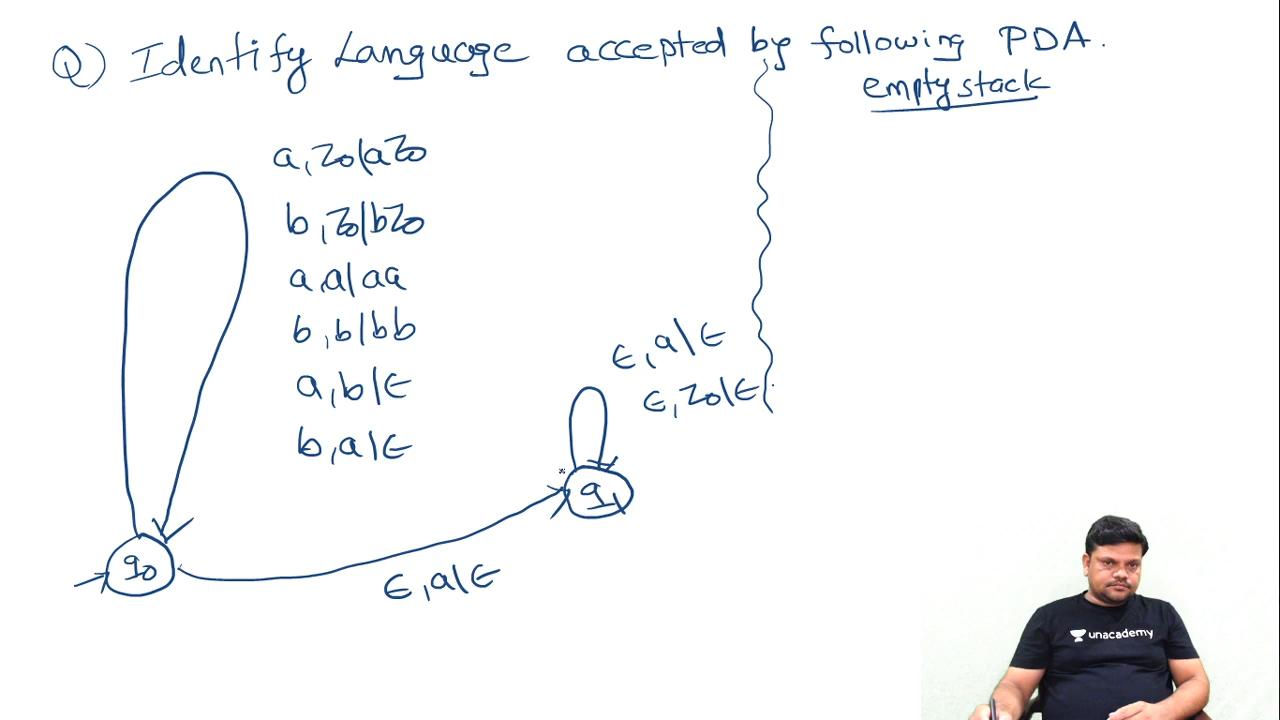 Q) Identify Language accepted by following PDA.
empty stack
a, Z0 | aZ0
b, Z0 | bZ0
a, a | aa
b, b | bb
a, b | ϵ
b, a | ϵ
ϵ, a | ϵ
ϵ, Z0 | ϵ
q0
q1
ϵ, a | ϵ
unacademy